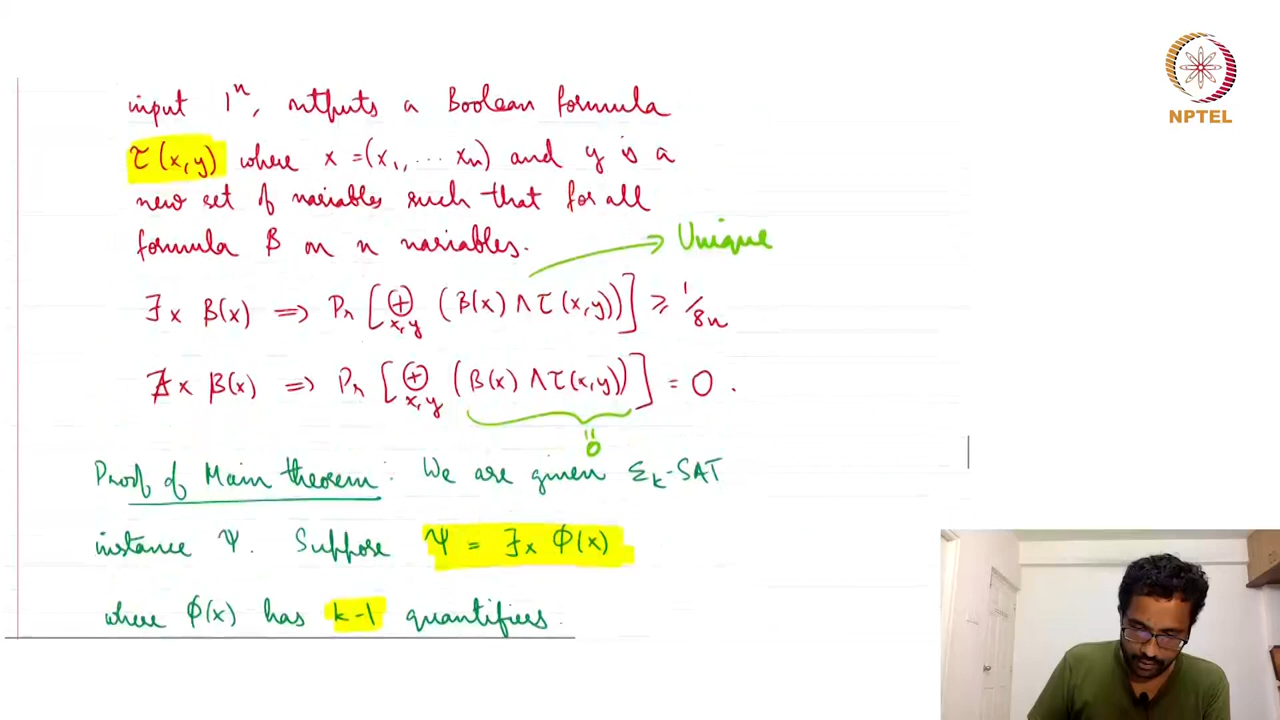 input 1ⁿ, outputs a Boolean formula
τ(x,y) where x =(x₁, ... xₙ) and y is a
new set of variables such that for all
formula β on n variables.
Unique
∃x β(x) ⟹ Pr [⊕x,y (β(x) ∧ τ(x,y))] ≥ 1/8n
∄x β(x) ⟹ Pr [⊕x,y (β(x) ∧ τ(x,y))] = 0.
"0
Proof of Main theorem: We are given Σₖ-SAT
instance Ψ. Suppose Ψ = ∃x Φ(x)
where Φ(x) has k-1 quantifiers.
NPTEL